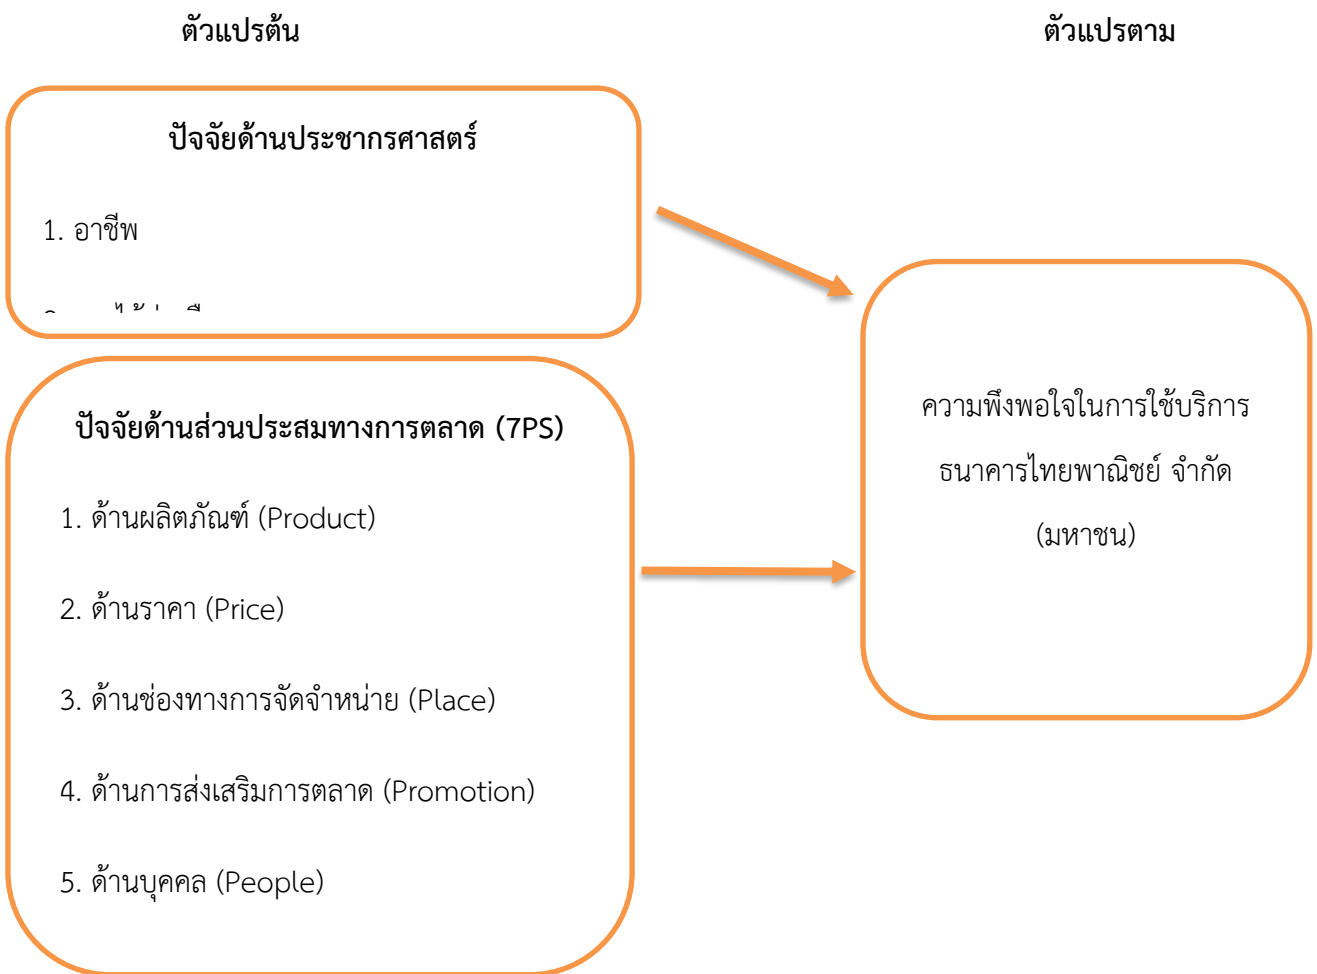 ตัวแปรต้น
ตัวแปรตาม
ปัจจัยด้านประชากรศาสตร์
1. อาชีพ
ปัจจัยด้านส่วนประสมทางการตลาด (7PS)
1. ด้านผลิตภัณฑ์ (Product)
2. ด้านราคา (Price)
3. ด้านช่องทางการจัดจำหน่าย (Place)
4. ด้านการส่งเสริมการตลาด (Promotion)
5. ด้านบุคคล (People)
ความพึงพอใจในการใช้บริการ
ธนาคารไทยพาณิชย์ จำกัด
(มหาชน)